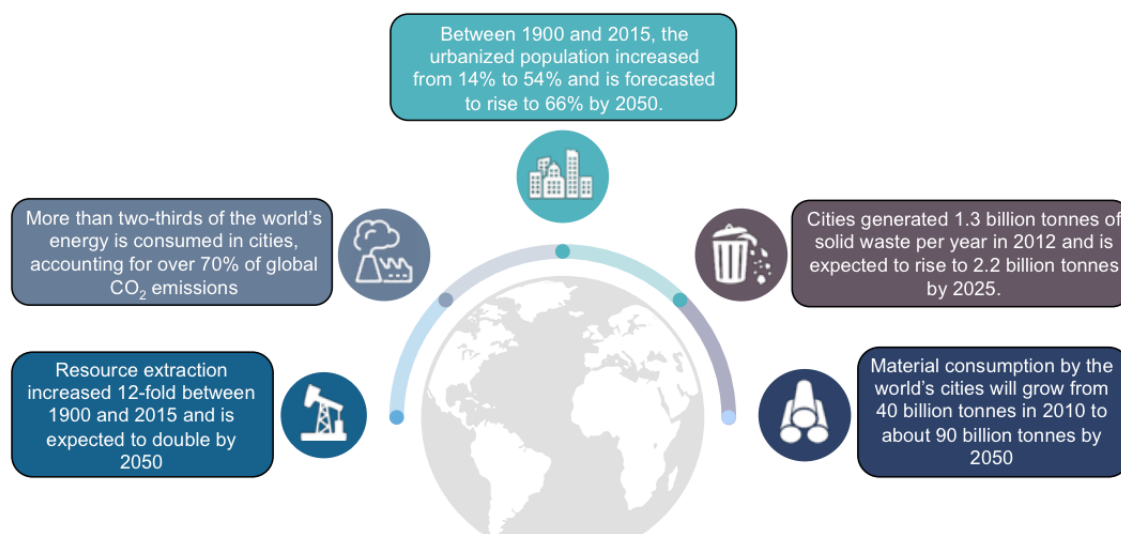 Between 1900 and 2015, the
urbanized population increased
from 14% to 54% and is forecasted
to rise to 66% by 2050.
More than two-thirds of the world's
energy is consumed in cities,
accounting for over 70% of global
CO₂ emissions
Cities generated 1.3 billion tonnes of
solid waste per year in 2012 and is
expected to rise to 2.2 billion tonnes
by 2025.
Resource extraction
increased 12-fold between
1900 and 2015 and is
expected to double by
2050
Material consumption by the
world's cities will grow from
40 billion tonnes in 2010 to
about 90 billion tonnes by
2050